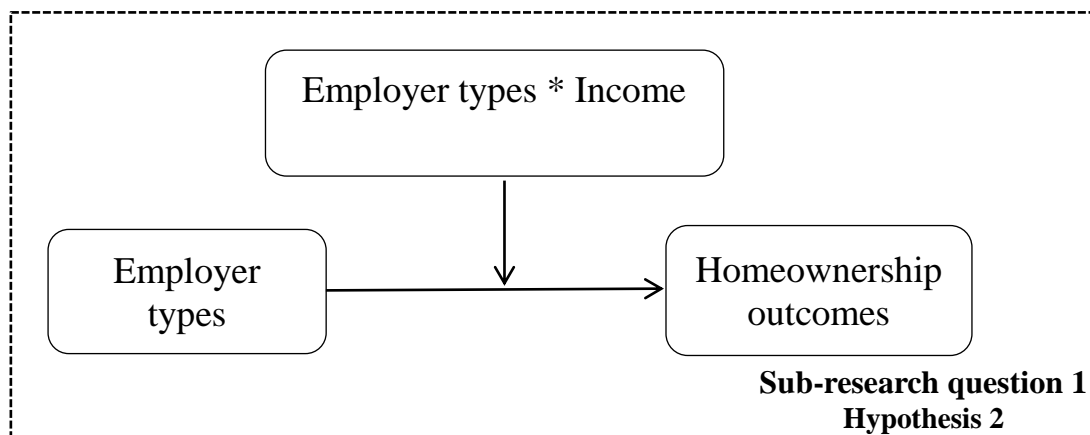 Employer types * Income
Employer
types
Homeownership
outcomes
Sub-research question 1
Hypothesis 2